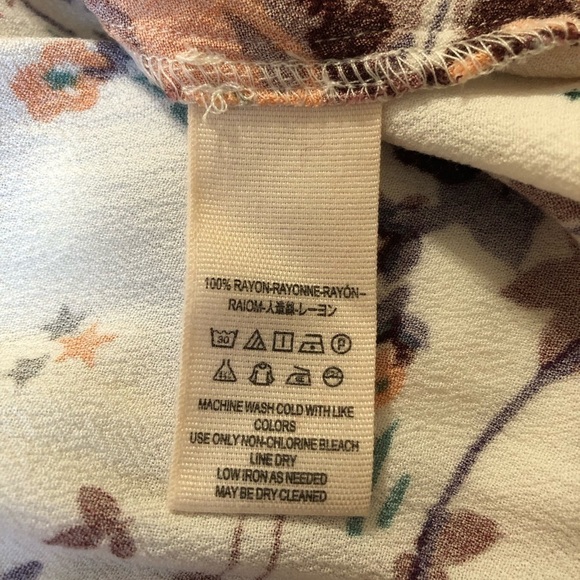 100% RAYON-RAYONNE-RAYÓN-
RAIOM-人造絲-レーヨン
30
P
MACHINE WASH COLD WITH LIKE
COLORS
USE ONLY NON-CHLORINE BLEACH
LINE DRY
LOW IRON AS NEEDED
MAY BE DRY CLEANED